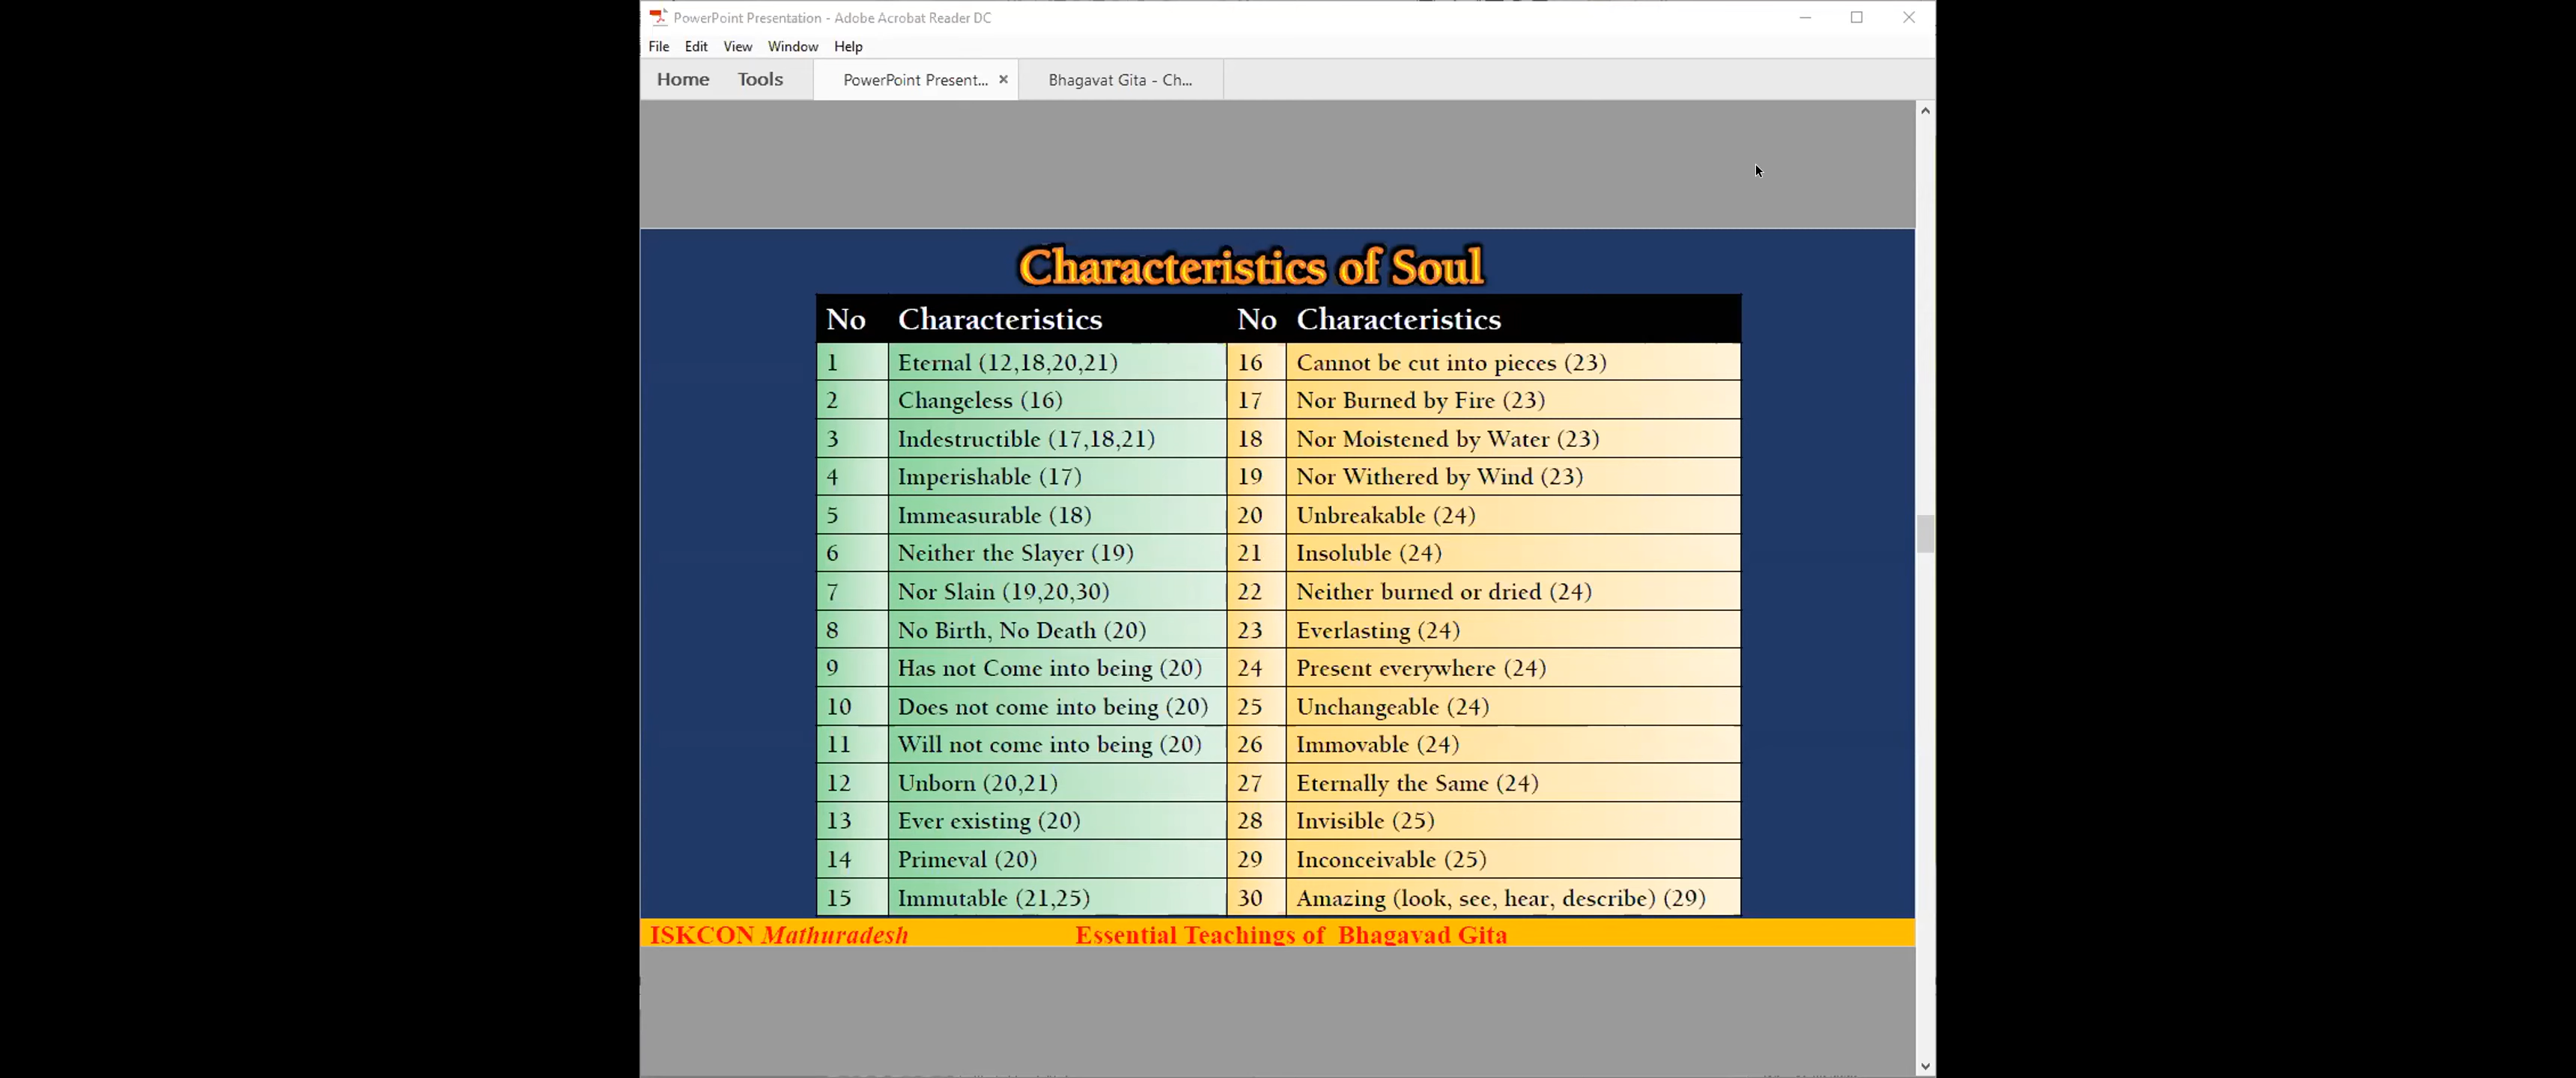 PowerPoint Presentation - Adobe Acrobat Reader DC
File Edit View Window Help
Home Tools PowerPoint Present... × Bhagavat Gita - Ch...
Characteristics of Soul
No Characteristics No Characteristics
1 Eternal (12,18,20,21) 16 Cannot be cut into pieces (23)
2 Changeless (16) 17 Nor Burned by Fire (23)
3 Indestructible (17,18,21) 18 Nor Moistened by Water (23)
4 Imperishable (17) 19 Nor Withered by Wind (23)
5 Immeasurable (18) 20 Unbreakable (24)
6 Neither the Slayer (19) 21 Insoluble (24)
7 Nor Slain (19,20,30) 22 Neither burned or dried (24)
8 No Birth, No Death (20) 23 Everlasting (24)
9 Has not Come into being (20) 24 Present everywhere (24)
10 Does not come into being (20) 25 Unchangeable (24)
11 Will not come into being (20) 26 Immovable (24)
12 Unborn (20,21) 27 Eternally the Same (24)
13 Ever existing (20) 28 Invisible (25)
14 Primeval (20) 29 Inconceivable (25)
15 Immutable (21,25) 30 Amazing (look, see, hear, describe) (29)
ISKCON Mathuradesh Essential Teachings of Bhagavad Gita